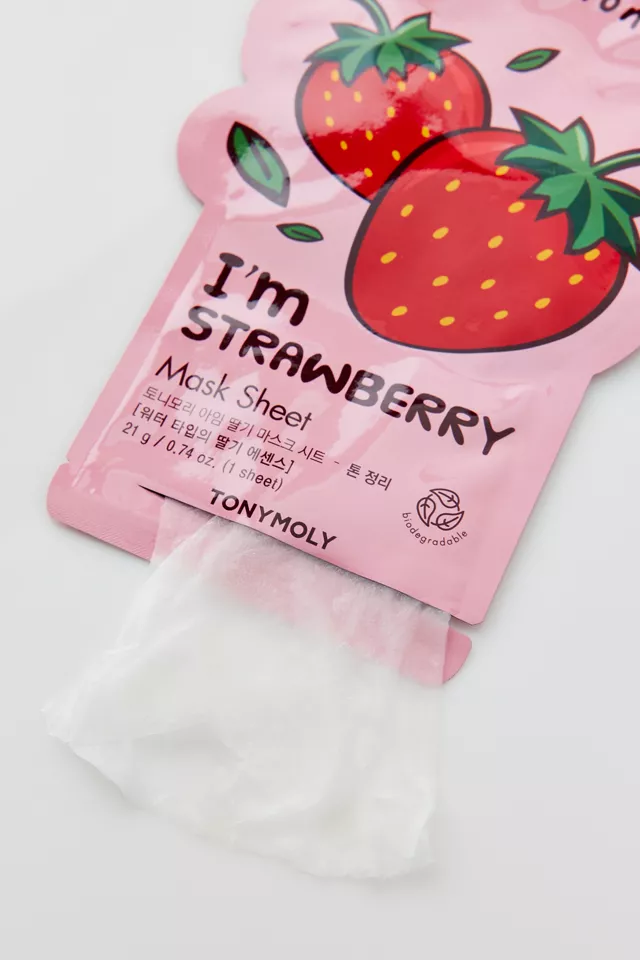 I'm
STRAWBERRY
Mask Sheet
토니모리 아임 딸기 마스크 시트 - 톤 정리
[워터 타입의 딸기 에센스]
21 g / 0.74 oz. (1 sheet)
TONYMOLY
biodegradable